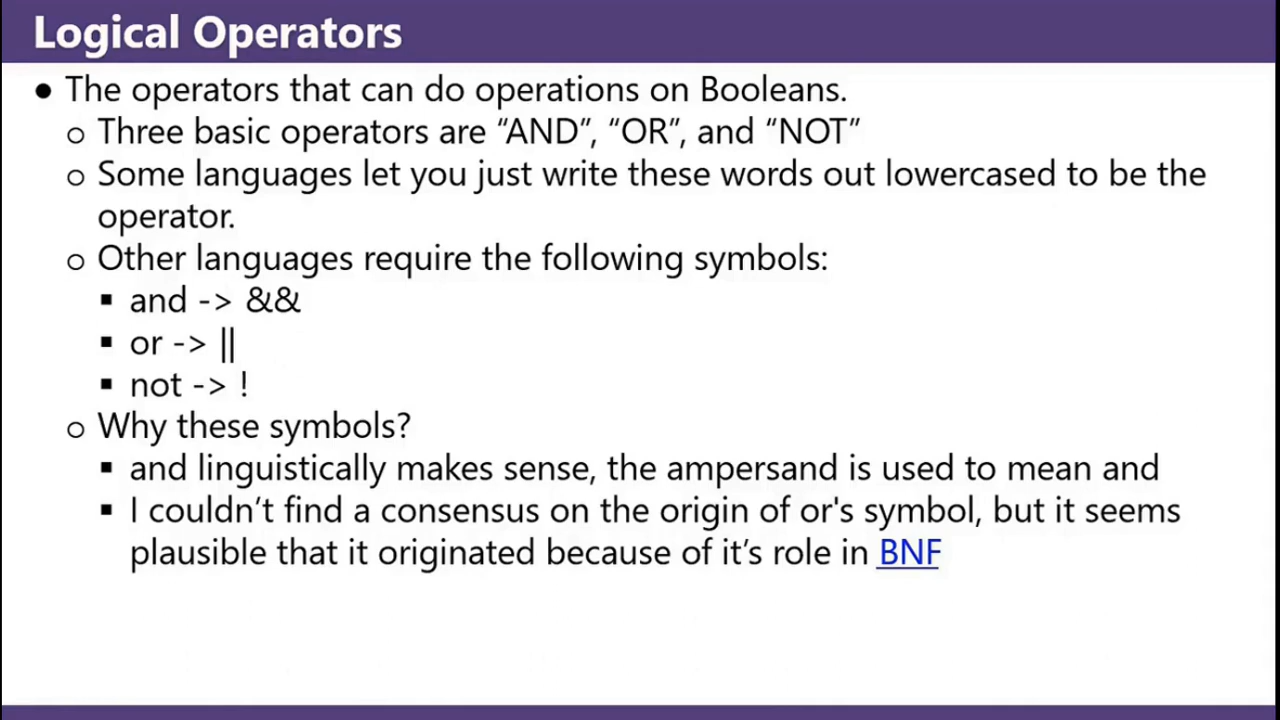 Logical Operators
● The operators that can do operations on Booleans.
○ Three basic operators are “AND”, “OR”, and “NOT”
○ Some languages let you just write these words out lowercased to be the
operator.
○ Other languages require the following symbols:
▪ and -> &&
▪ or -> ||
▪ not -> !
○ Why these symbols?
▪ and linguistically makes sense, the ampersand is used to mean and
▪ I couldn’t find a consensus on the origin of or's symbol, but it seems
plausible that it originated because of it’s role in BNF